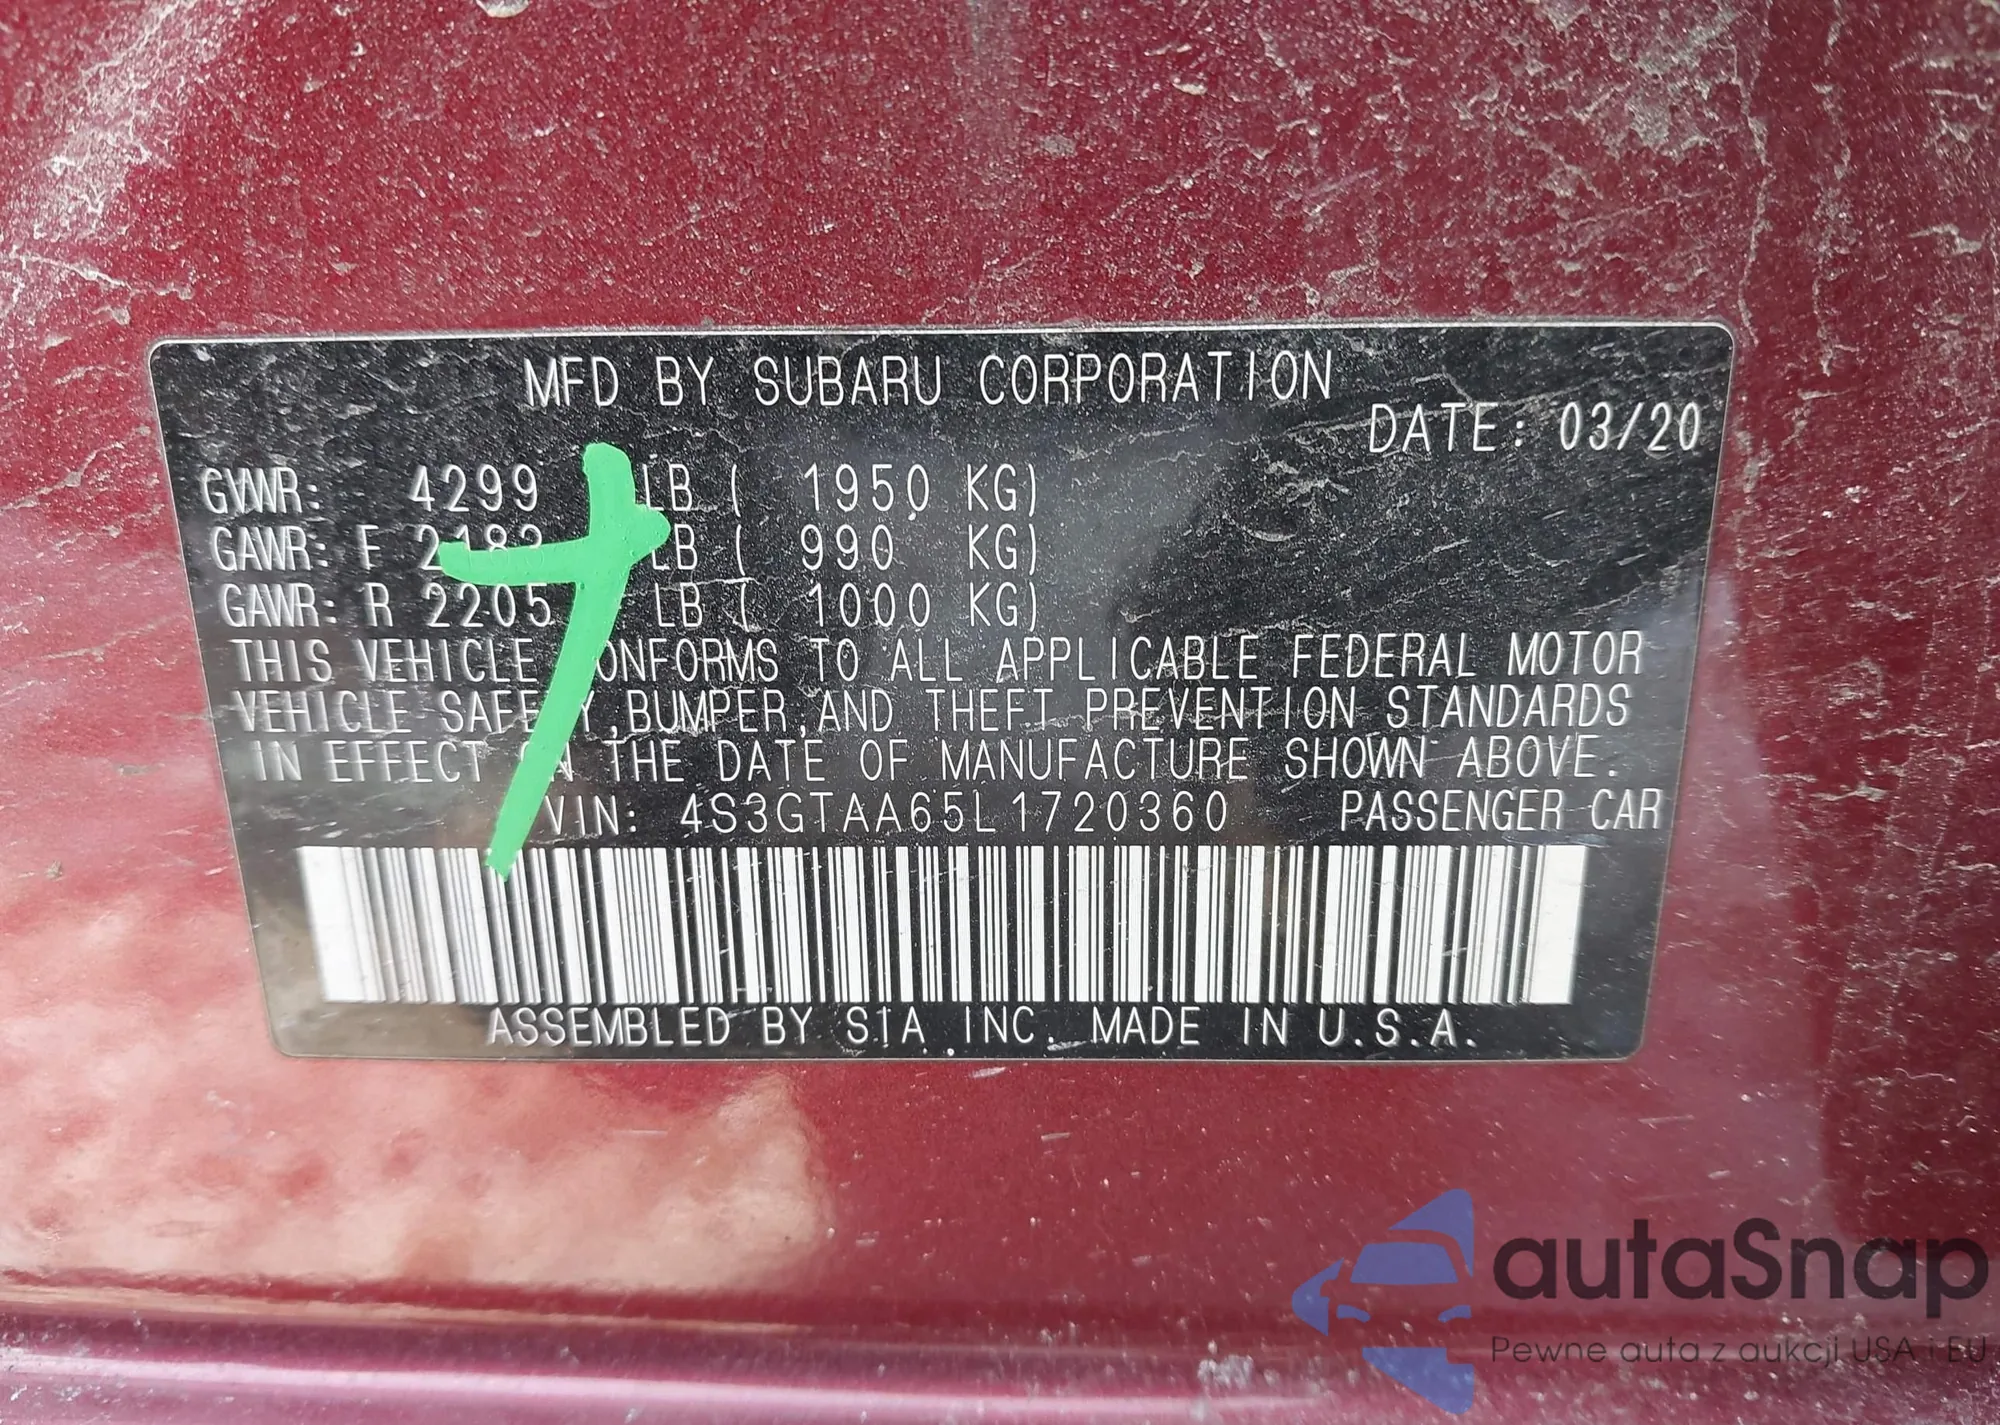 MFD BY SUBARU CORPORATION
DATE: 03/20
GVWR: 4299 LB ( 1950 KG)
GAWR: F 2183 LB ( 990 KG)
GAWR: R 2205 LB ( 1000 KG)
THIS VEHICLE CONFORMS TO ALL APPLICABLE FEDERAL MOTOR
VEHICLE SAFETY,BUMPER,AND THEFT PREVENTION STANDARDS
IN EFFECT ON THE DATE OF MANUFACTURE SHOWN ABOVE.
VIN: 4S3GTAA65L1720360 PASSENGER CAR
ASSEMBLED BY SIA INC. MADE IN U.S.A.
autaSnap
Pewne auta z aukcji USA i EU